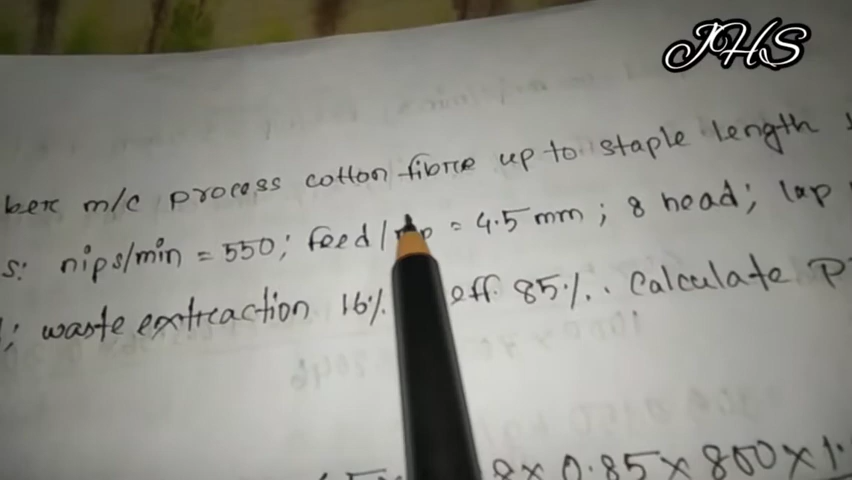 JHS
ber m/c process cotton fibre up to staple length
s: nips/min = 550; feed/ = 4.5 mm; 8 head; lap
; waste extraction 16% eff. 85%. Calculate
8 x 0.85 x 800 x 1.